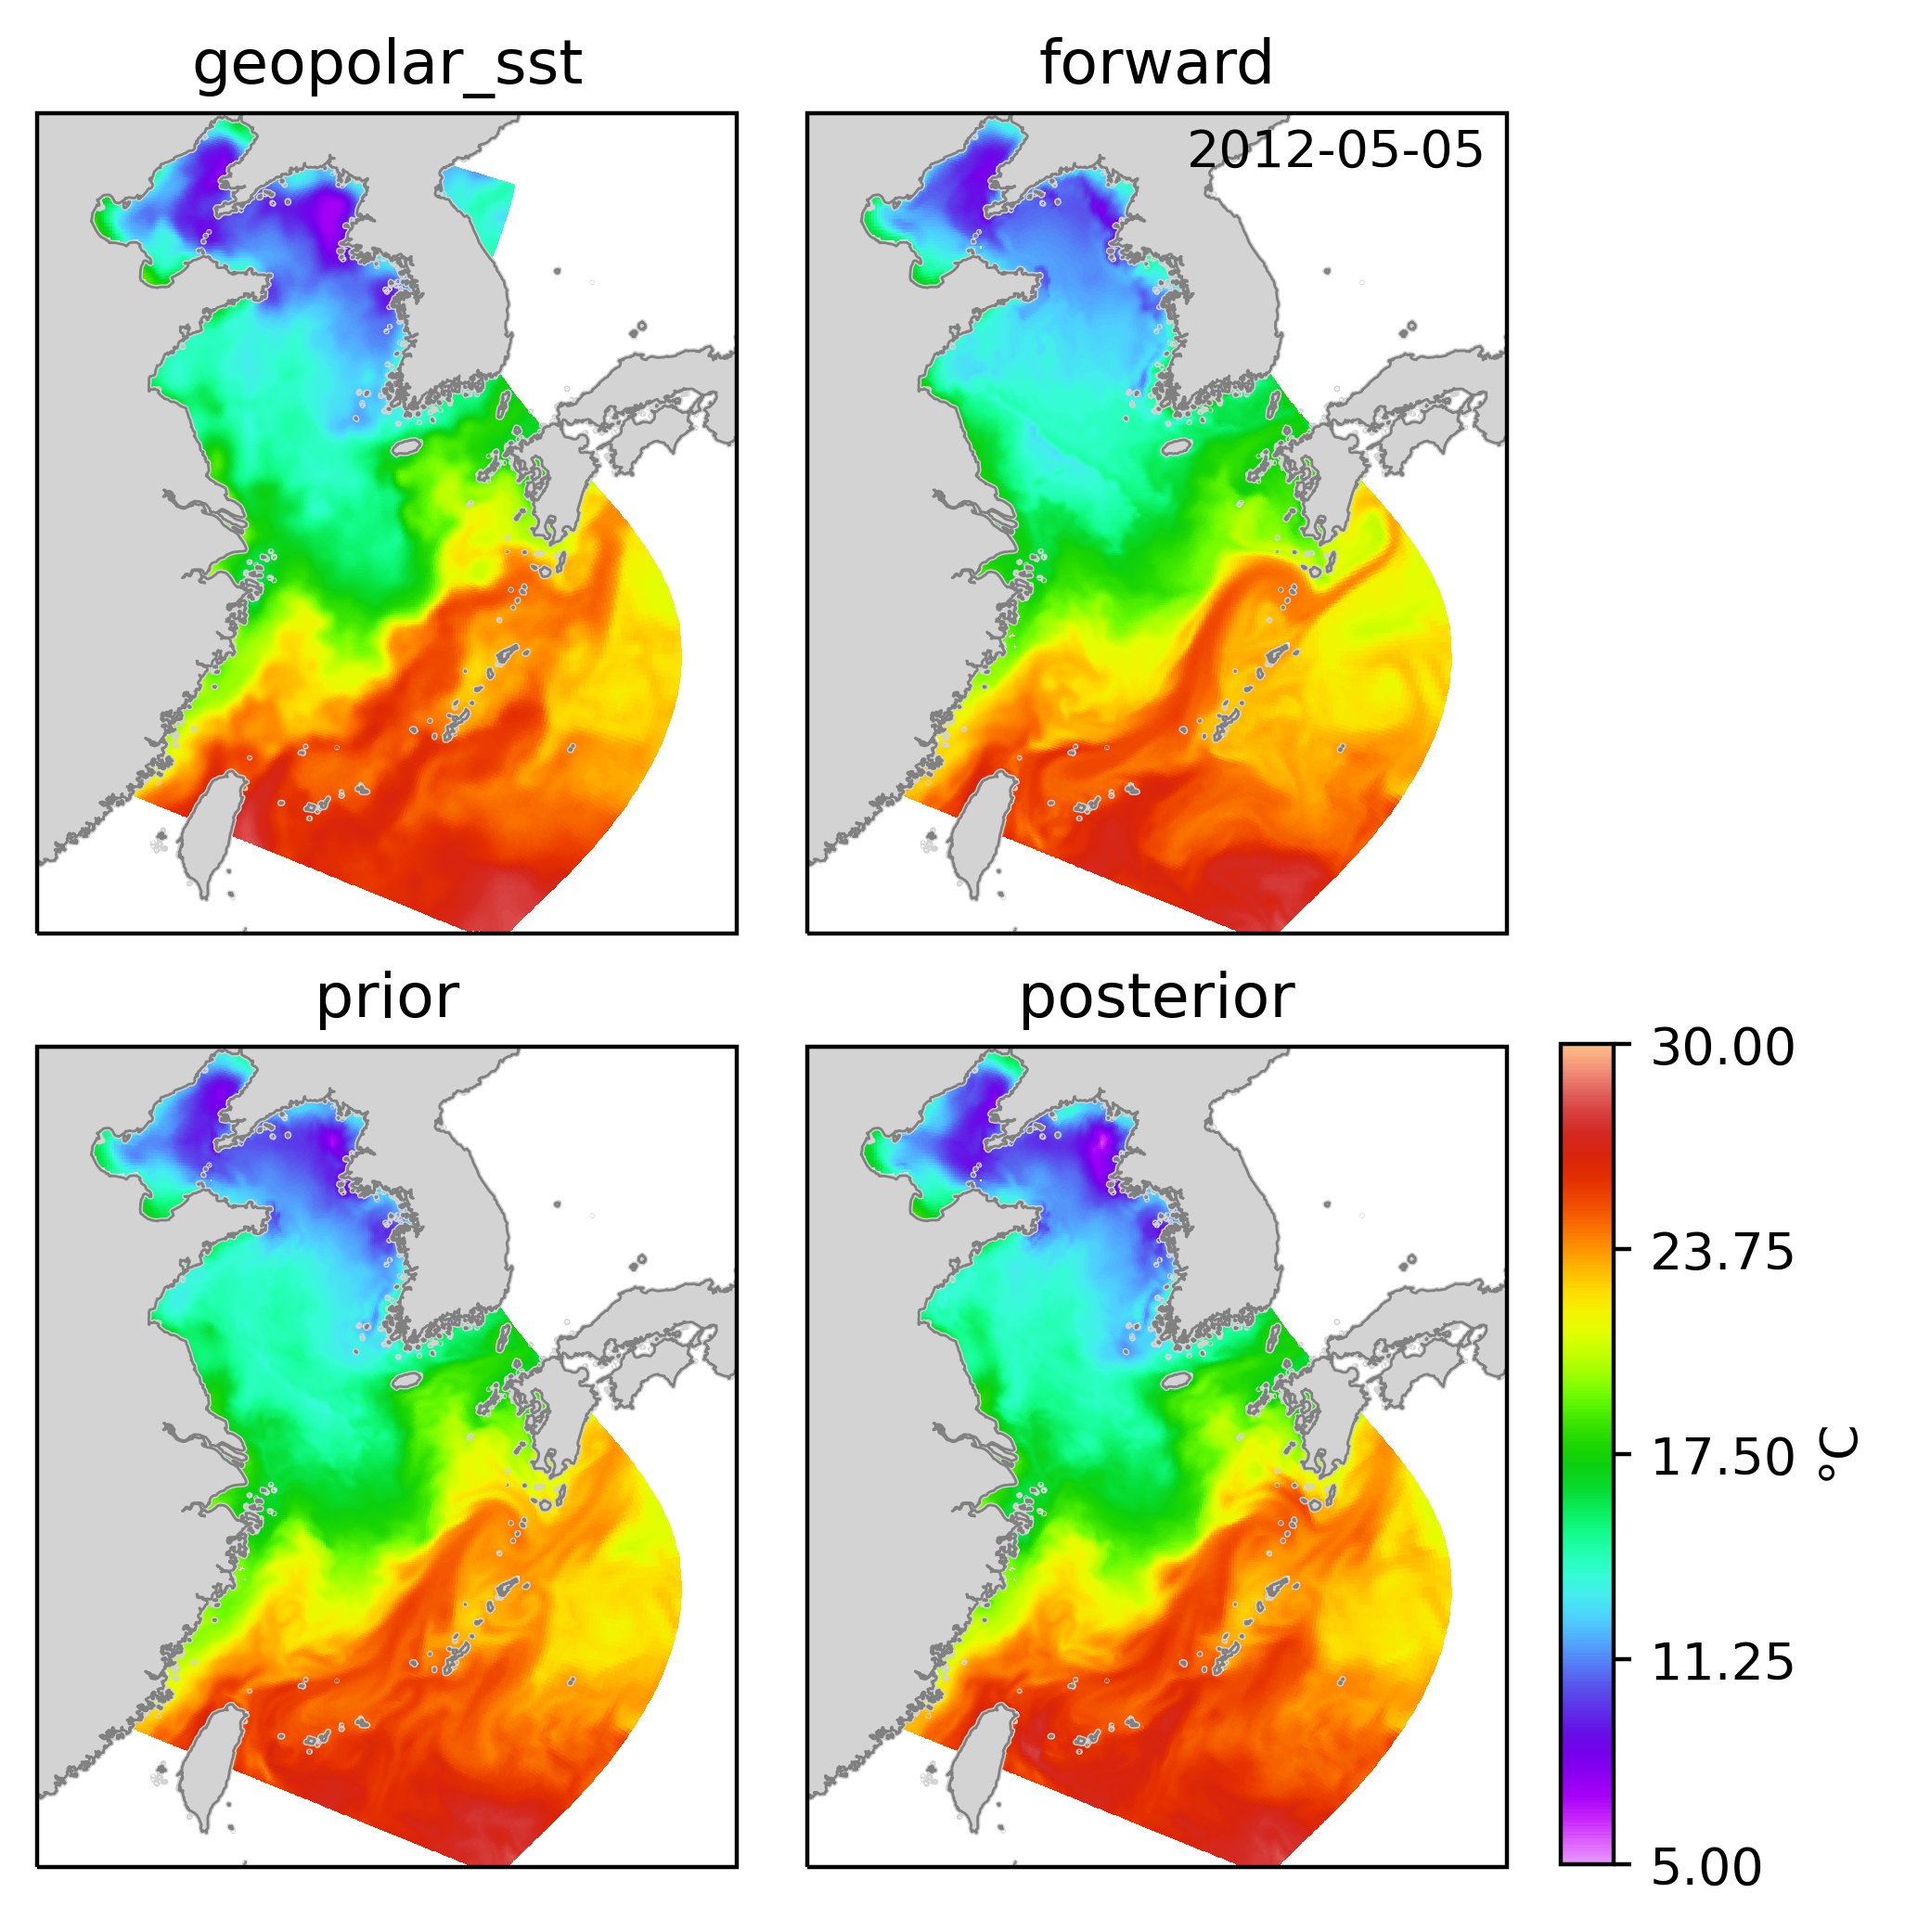 geopolar_sst
forward
2012-05-05
prior
posterior
30.00
23.75
17.50
11.25
5.00
°C